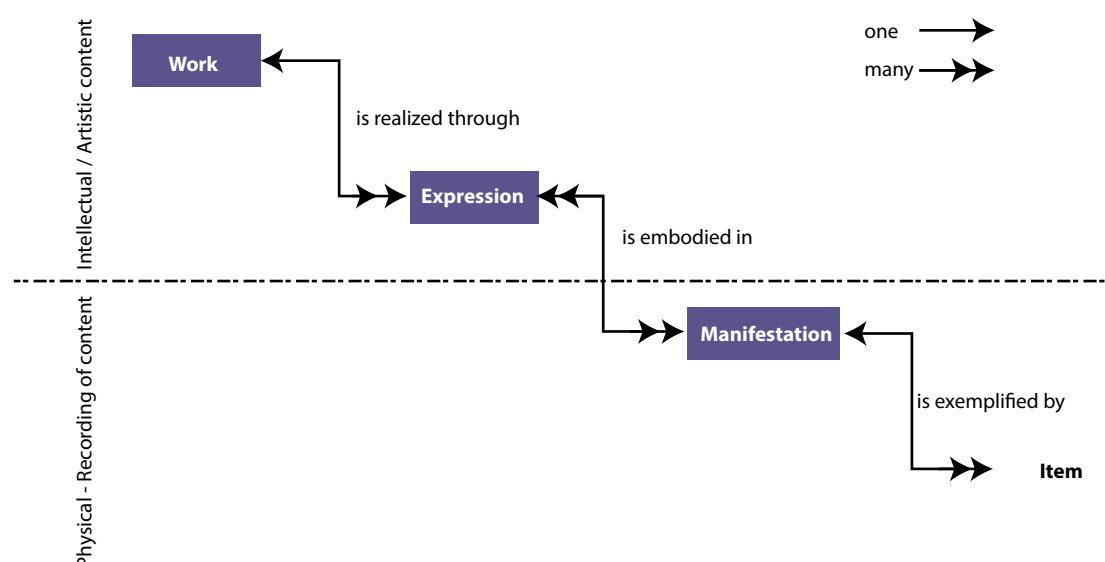 Intellectual / Artistic content
Work
one
many
is realized through
Expression
is embodied in
Physical - Recording of content
Manifestation
is exemplified by
Item